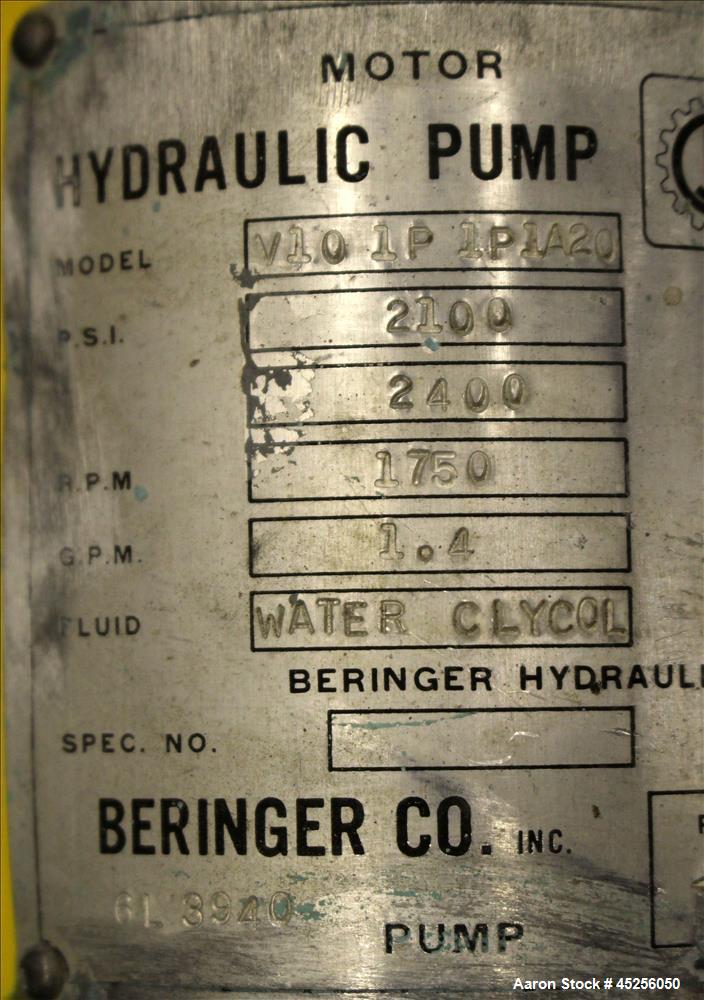 MOTOR
HYDRAULIC PUMP
MODEL V10 1P 1P1A20
P.S.I. 2100
2400
R.P.M. 1750
G.P.M. 1.4
FLUID WATER CLYCOL
BERINGER HYDRAULI
SPEC. NO.
BERINGER CO. INC.
6L 3940
PUMP
Aaron Stock # 45256050